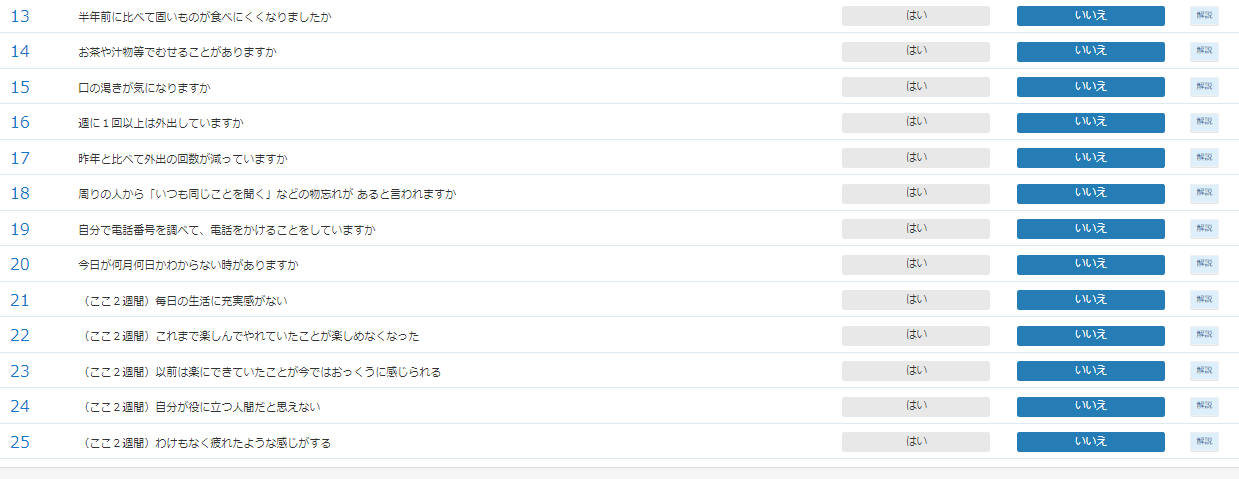 13 半年前に比べて固いものが食べにくくなりましたか はい いいえ 解説
14 お茶や汁物等でむせることがありますか はい いいえ 解説
15 口の渇きが気になりますか はい いいえ 解説
16 週に１回以上は外出していますか はい いいえ 解説
17 昨年と比べて外出の回数が減っていますか はい いいえ 解説
18 周りの人から「いつも同じことを聞く」などの物忘れが あると言われますか はい いいえ 解説
19 自分で電話番号を調べて、電話をかけることをしていますか はい いいえ 解説
20 今日が何月何日かわからない時がありますか はい いいえ 解説
21 （ここ２週間）毎日の生活に充実感がない はい いいえ 解説
22 （ここ２週間）これまで楽しんでやれていたことが楽しめなくなった はい いいえ 解説
23 （ここ２週間）以前は楽にできていたことが今ではおっくうに感じられる はい いいえ 解説
24 （ここ２週間）自分が役に立つ人間だと思えない はい いいえ 解説
25 （ここ２週間）わけもなく疲れたような感じがする はい いいえ 解説